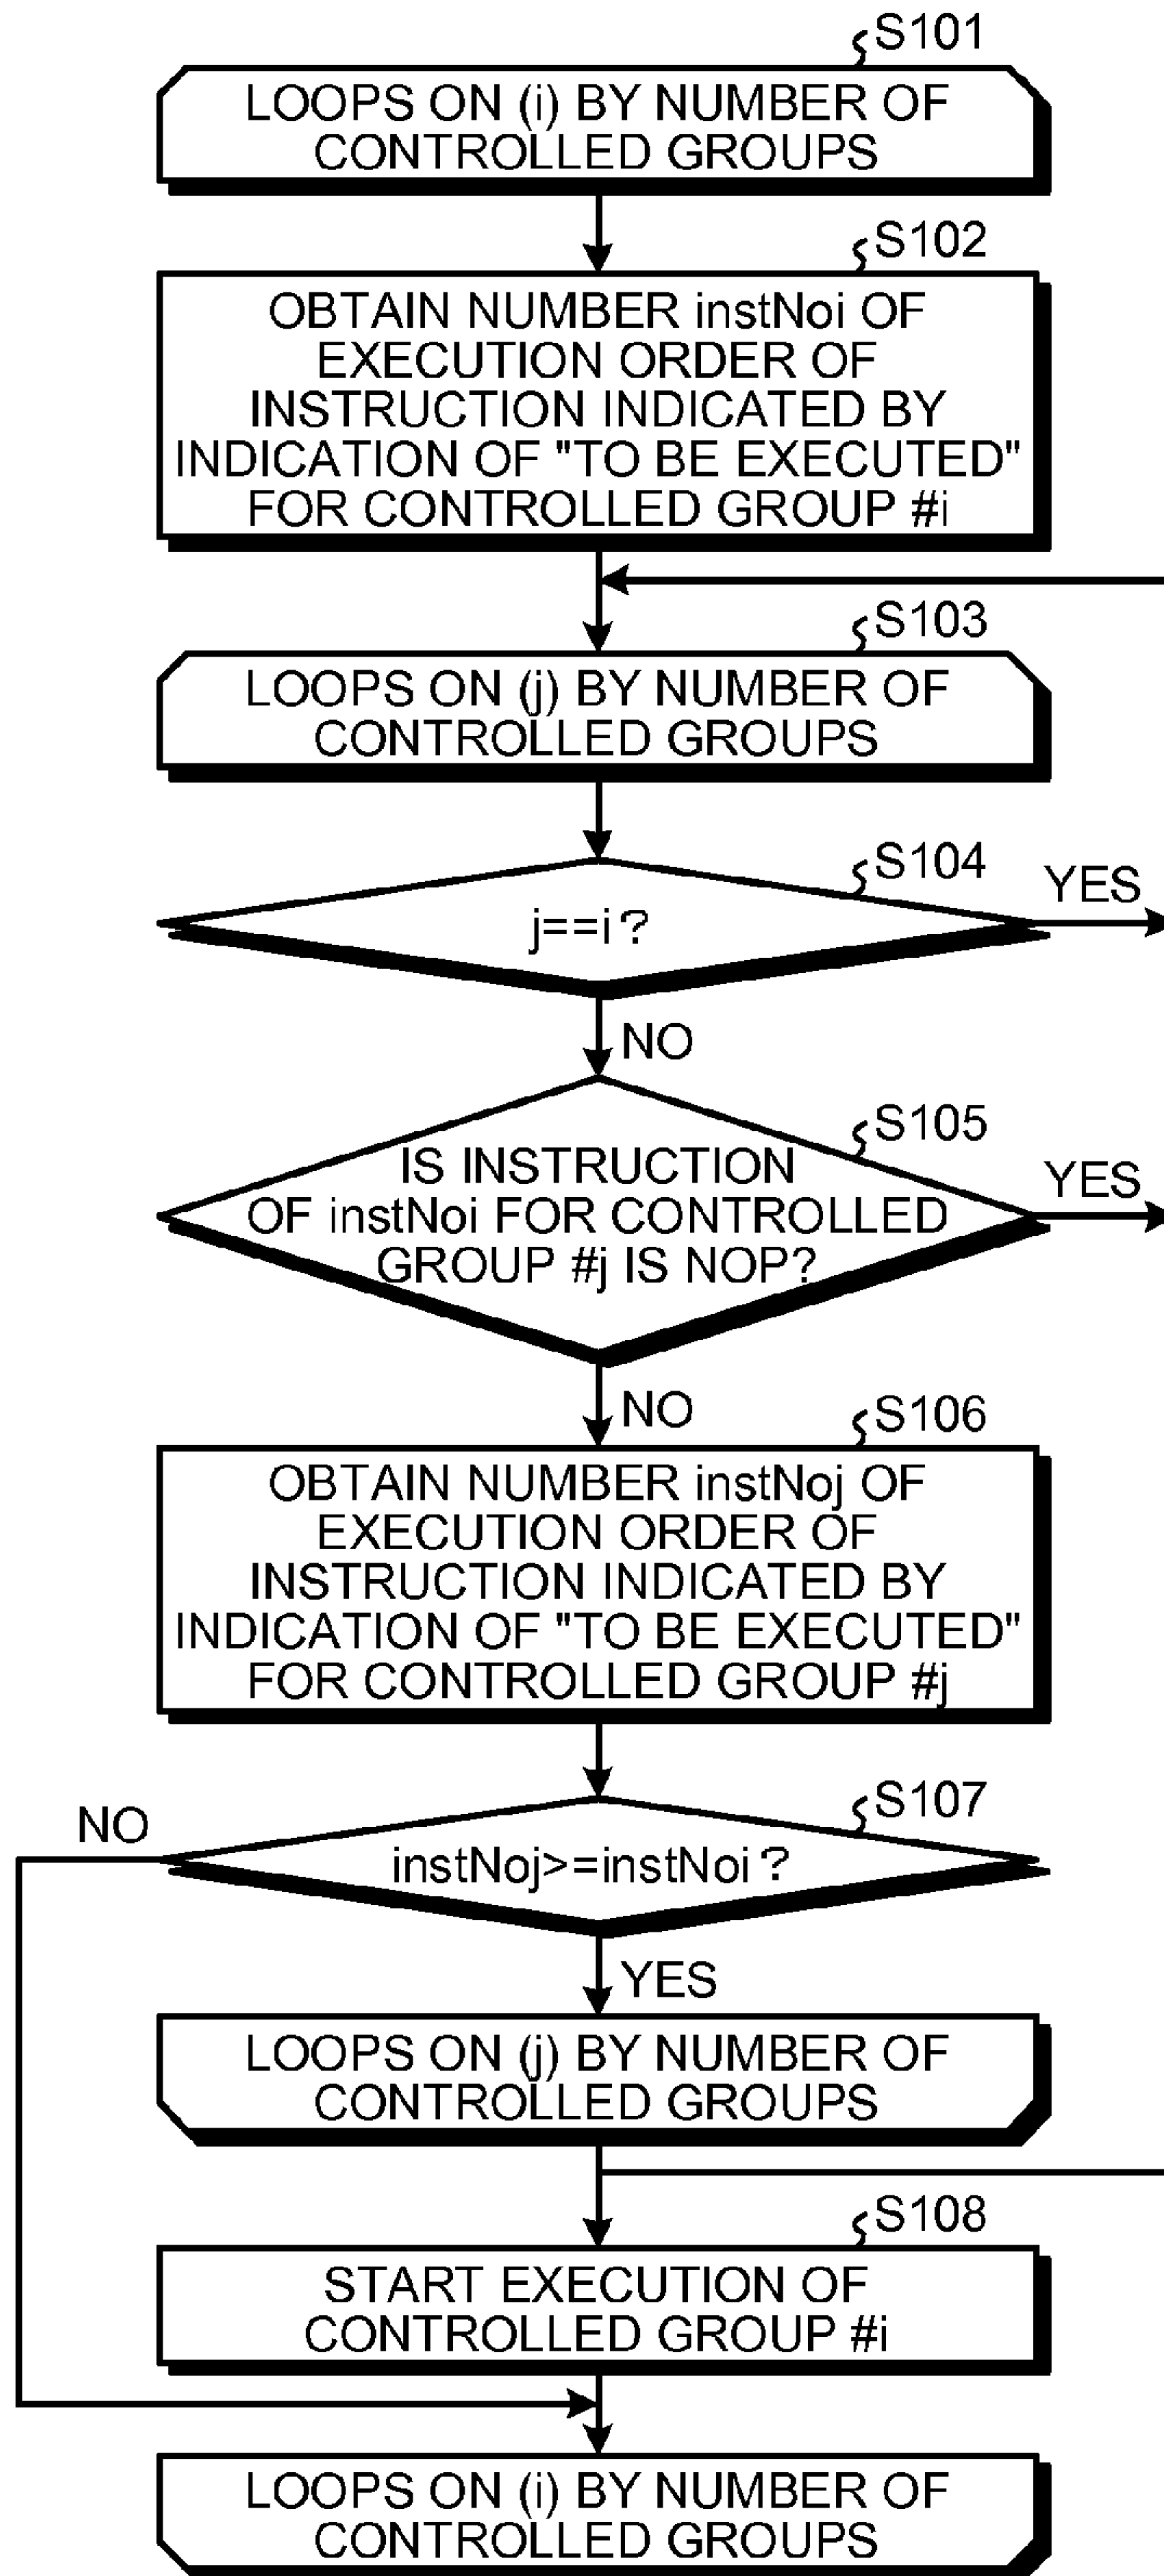 S101
LOOPS ON (i) BY NUMBER OF
CONTROLLED GROUPS
S102
OBTAIN NUMBER instNoi OF
EXECUTION ORDER OF
INSTRUCTION INDICATED BY
INDICATION OF "TO BE EXECUTED"
FOR CONTROLLED GROUP #i
S103
LOOPS ON (j) BY NUMBER OF
CONTROLLED GROUPS
S104
YES
j==i?
NO
S105
YES
IS INSTRUCTION
OF instNoi FOR CONTROLLED
GROUP #j IS NOP?
NO
S106
OBTAIN NUMBER instNoj OF
EXECUTION ORDER OF
INSTRUCTION INDICATED BY
INDICATION OF "TO BE EXECUTED"
FOR CONTROLLED GROUP #j
S107
NO
instNoj>=instNoi?
YES
LOOPS ON (j) BY NUMBER OF
CONTROLLED GROUPS
S108
START EXECUTION OF
CONTROLLED GROUP #i
LOOPS ON (i) BY NUMBER OF
CONTROLLED GROUPS